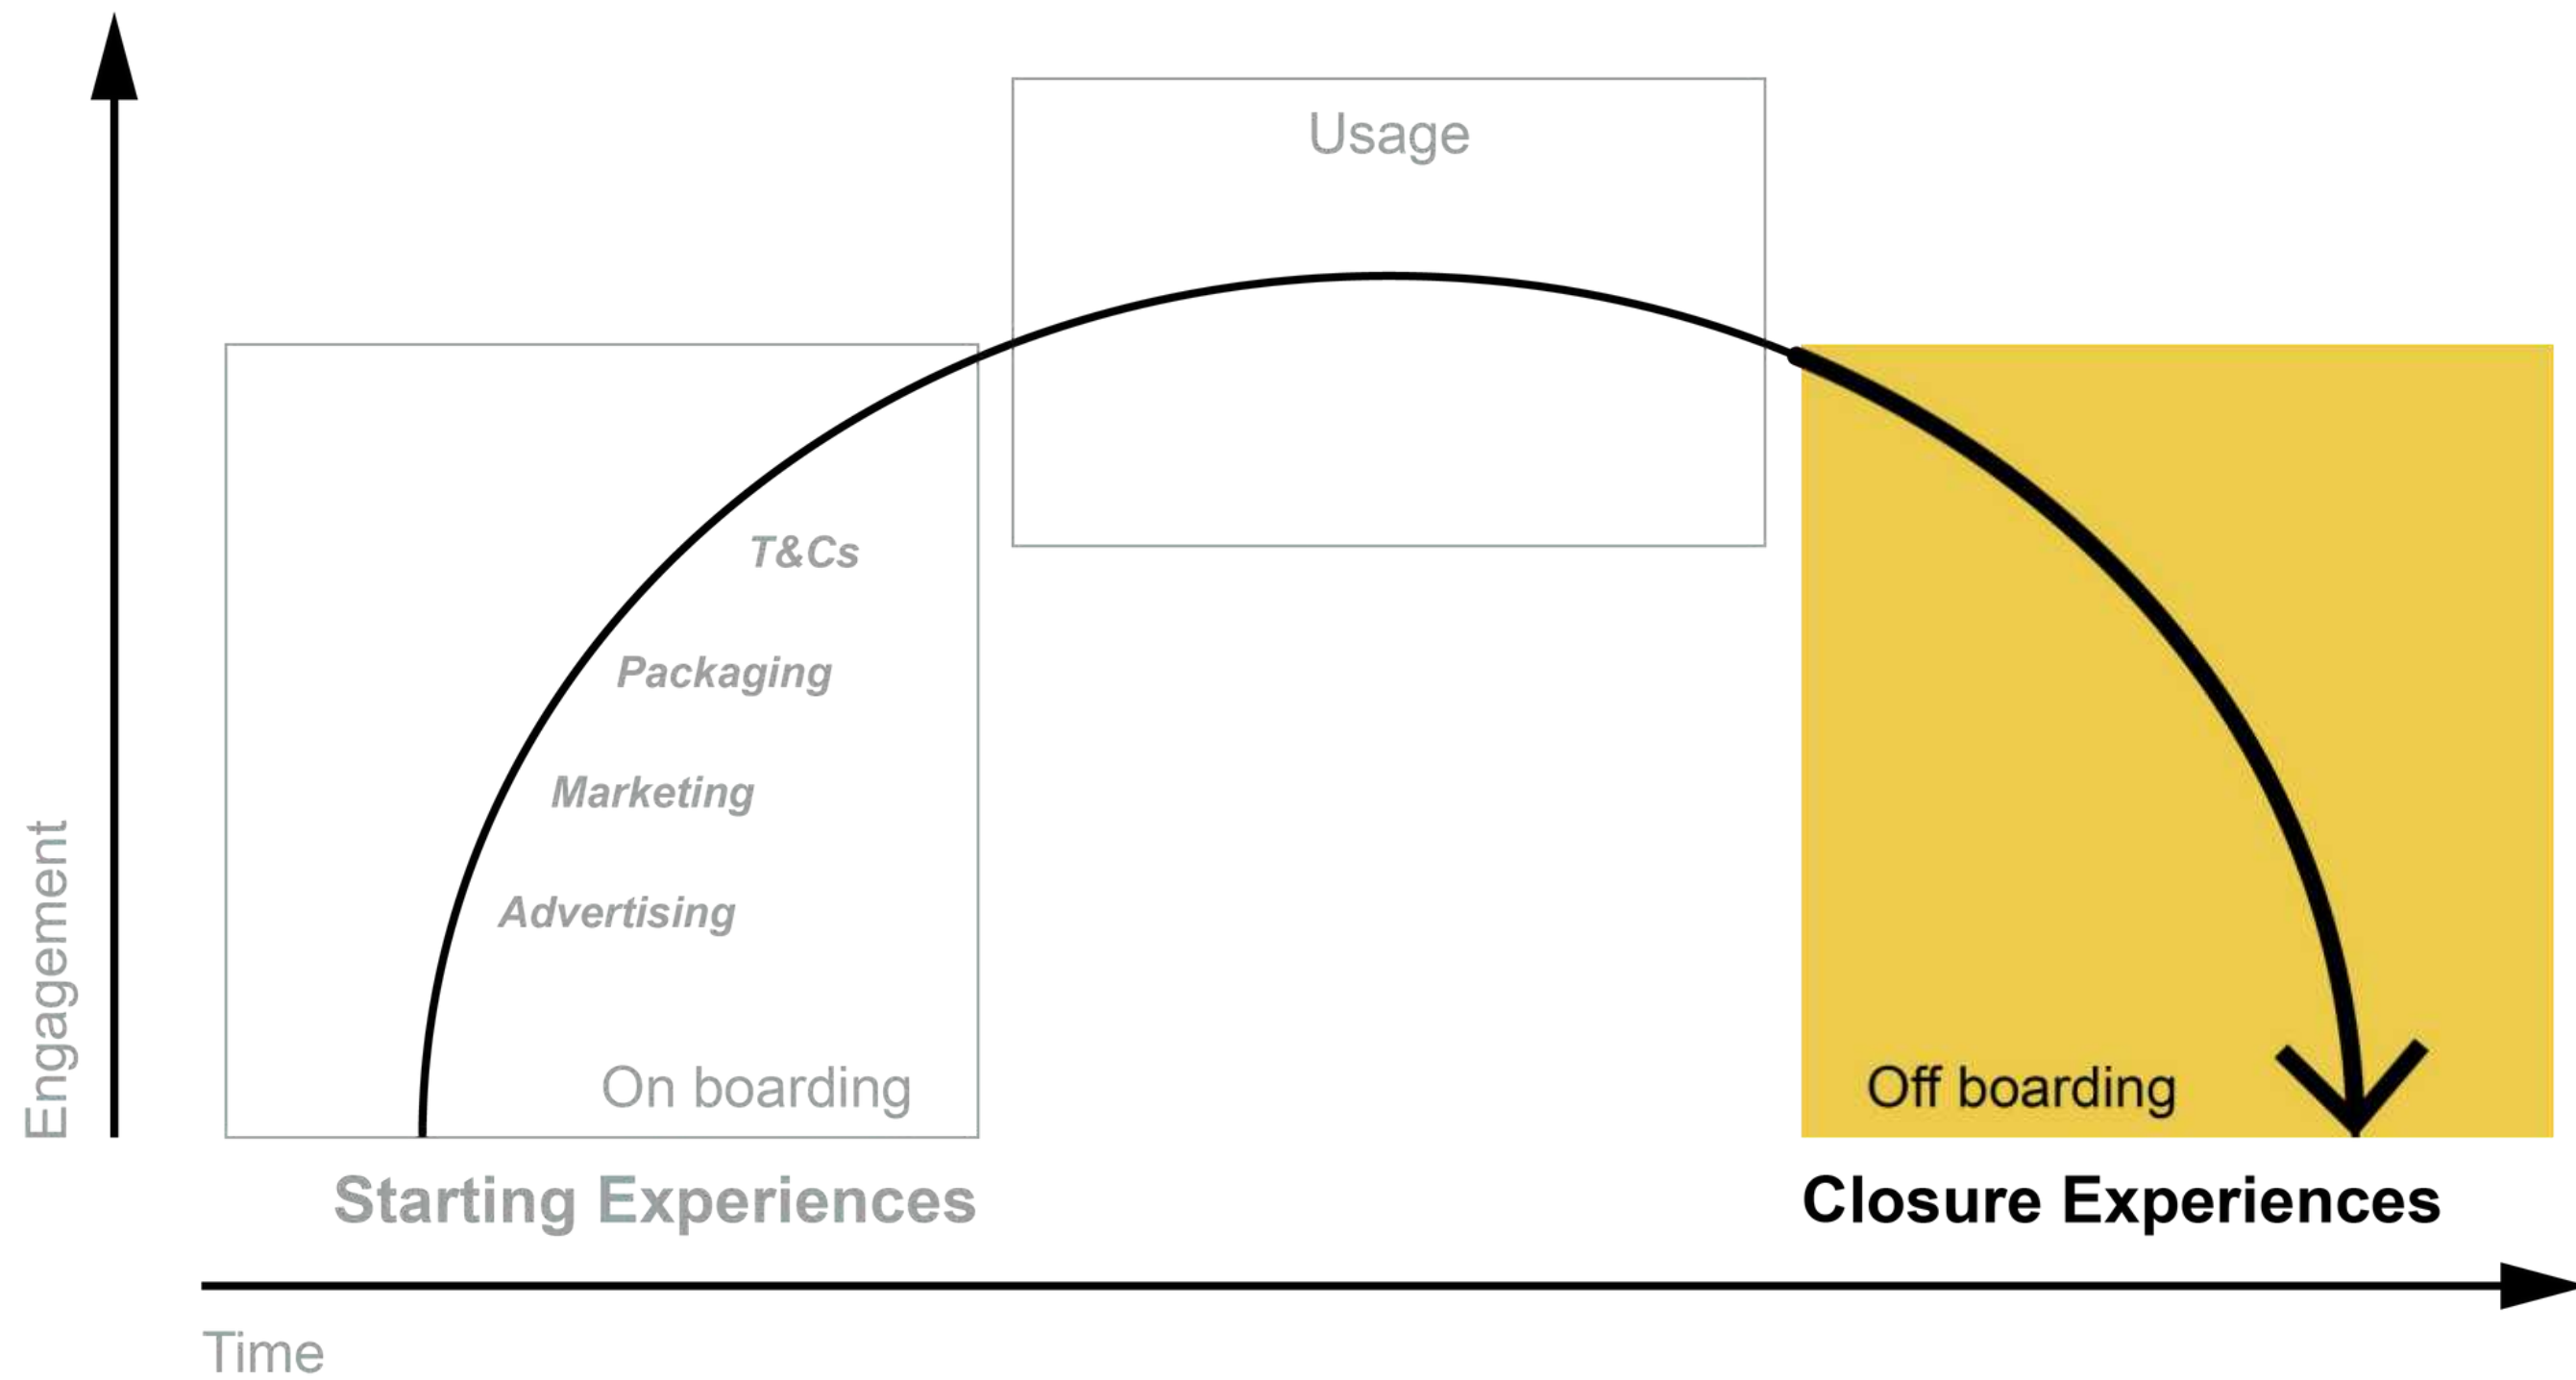 Usage
T&Cs
Packaging
Marketing
Advertising
On boarding
Off boarding
Engagement
Starting Experiences
Closure Experiences
Time